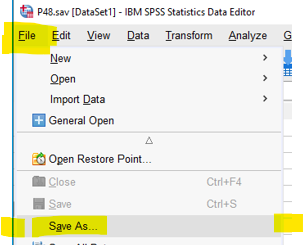 P48.sav [DataSet1] - IBM SPSS Statistics Data Editor
File Edit View Data Transform Analyze
New
Open
Import Data
General Open
Open Restore Point...
Close Ctrl+F4
Save Ctrl+S
Save As...